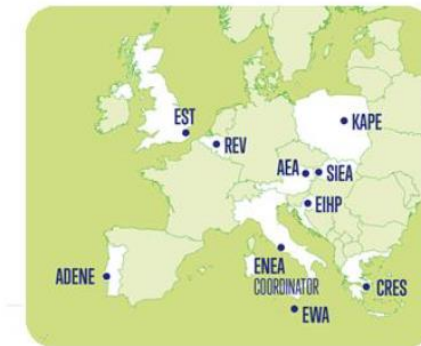 EST
KAPE
REV
AEA
SIEA
EIHP
ADENE
ENEA
COORDINATOR
CRES
EWA